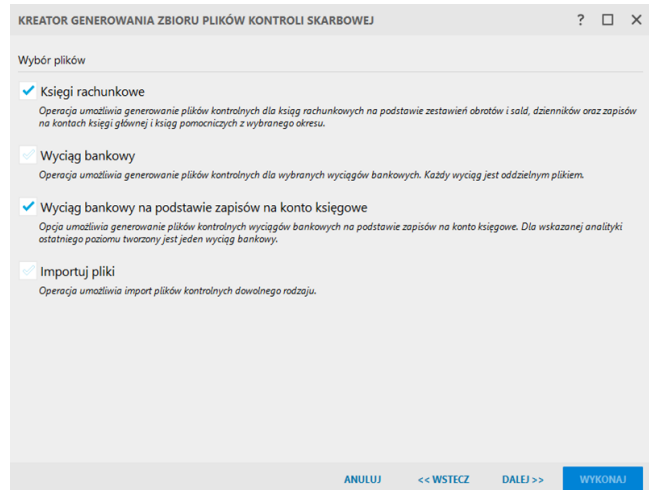 KREATOR GENEROWANIA ZBIORU PLIKÓW KONTROLI SKARBOWEJ ?
Wybór plików
Księgi rachunkowe
Operacja umożliwia generowanie plików kontrolnych dla ksiąg rachunkowych na podstawie zestawień obrotów i sald, dzienników oraz zapisów
na kontach księgi głównej i ksiąg pomocniczych z wybranego okresu.
Wyciąg bankowy
Operacja umożliwia generowanie plików kontrolnych dla wybranych wyciągów bankowych. Każdy wyciąg jest oddzielnym plikiem.
Wyciąg bankowy na podstawie zapisów na konto księgowe
Opcja umożliwia generowanie plików kontrolnych wyciągów bankowych na podstawie zapisów na konto księgowe. Dla wskazanej analityki
ostatniego poziomu tworzony jest jeden wyciąg bankowy.
Importuj pliki
Operacja umożliwia import plików kontrolnych dowolnego rodzaju.
ANULUJ << WSTECZ DALEJ >> WYKONAJ